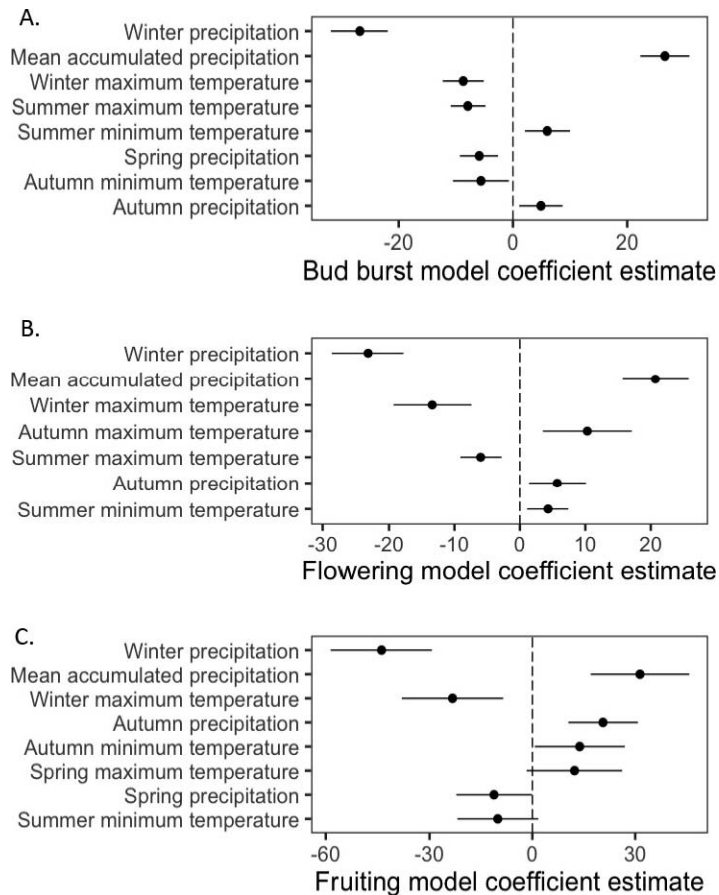 A.
Winter precipitation
Mean accumulated precipitation
Winter maximum temperature
Summer maximum temperature
Summer minimum temperature
Spring precipitation
Autumn minimum temperature
Autumn precipitation
-20 0 20
Bud burst model coefficient estimate
B.
Winter precipitation
Mean accumulated precipitation
Winter maximum temperature
Autumn maximum temperature
Summer maximum temperature
Autumn precipitation
Summer minimum temperature
-30 -20 -10 0 10 20
Flowering model coefficient estimate
C.
Winter precipitation
Mean accumulated precipitation
Winter maximum temperature
Autumn precipitation
Autumn minimum temperature
Spring maximum temperature
Spring precipitation
Summer minimum temperature
-60 -30 0 30
Fruiting model coefficient estimate